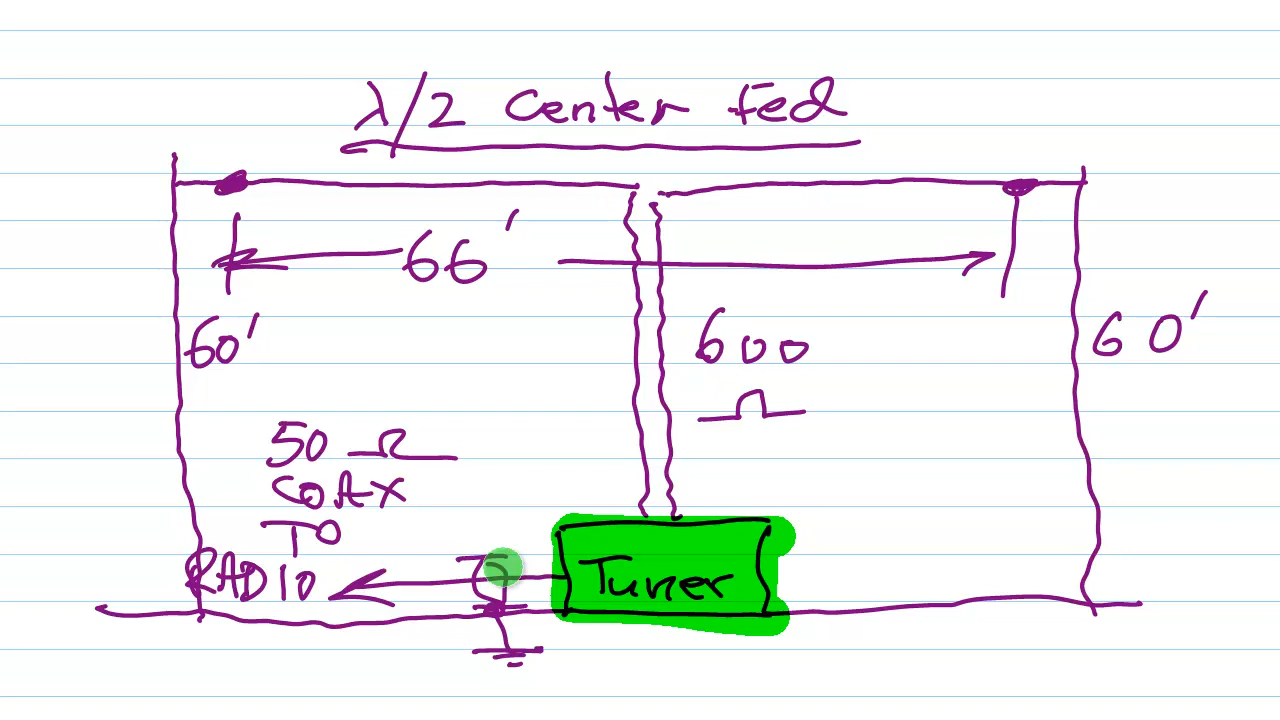 λ/2 Center Fed
66'
60'
600
Ω
60'
50 Ω
COAX
TO
RADIO
Tuner